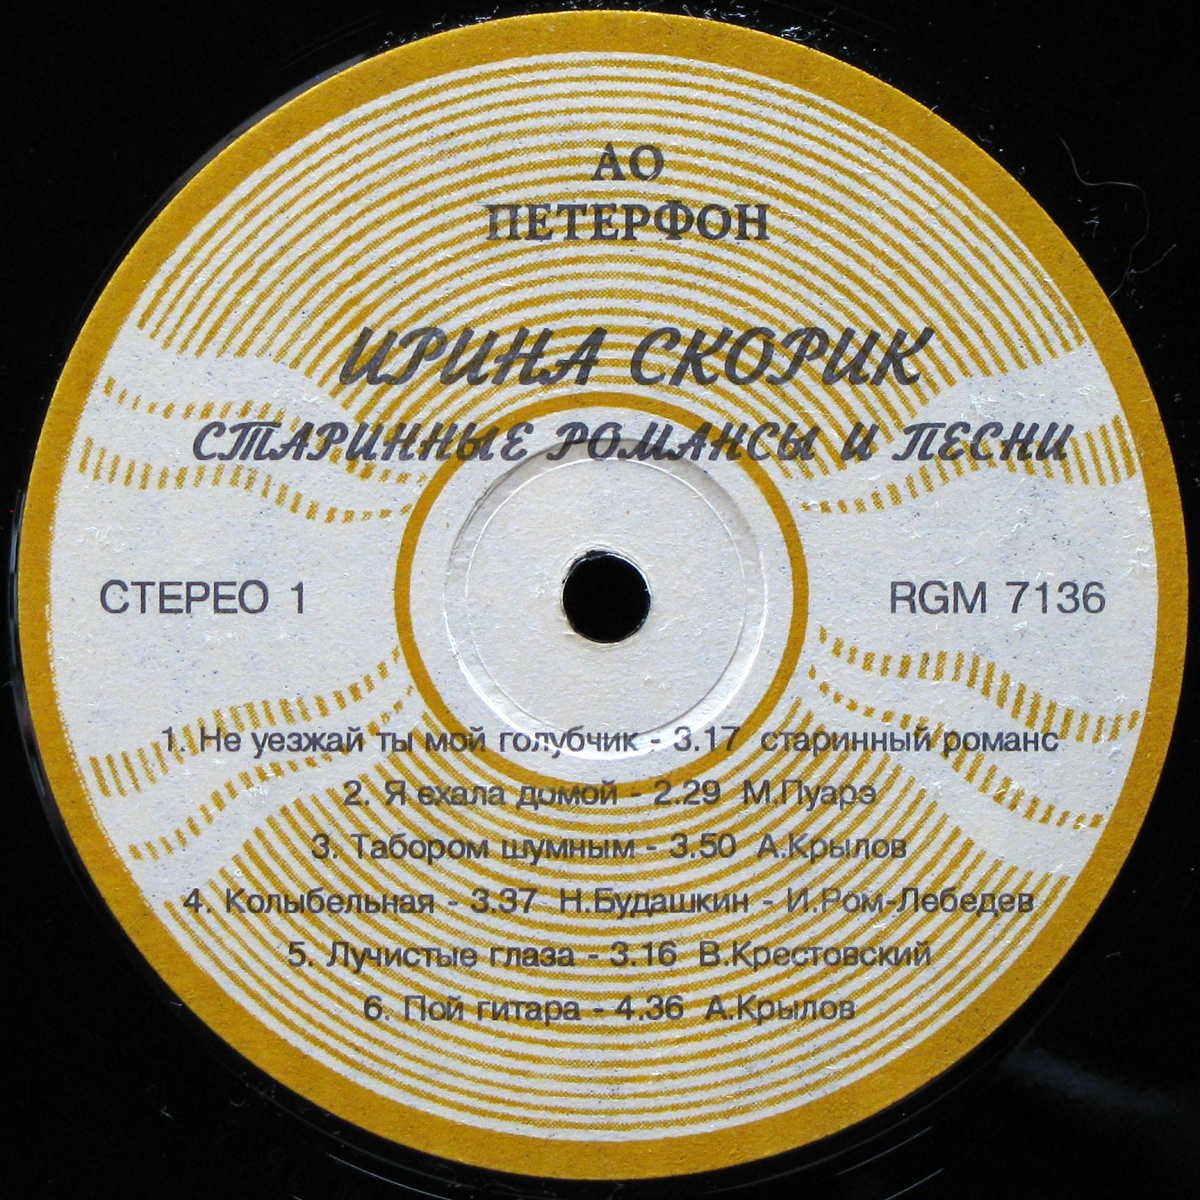 АО
ПЕТЕРФОН
ИРИНА СКОРИК
СТАРИННЫЕ РОМАНСЫ И ПЕСНИ
СТЕРЕО 1
RGM 7136
1. Не уезжай ты мой голубчик - 3.17 старинный романс
2. Я ехала домой - 2.29 М.Пуарэ
3. Табором шумным - 3.50 А.Крылов
4. Колыбельная - 3.37 Н.Будашкин - И.Ром-Лебедев
5. Лучистые глаза - 3.16 В.Крестовский
6. Пой гитара - 4.36 А.Крылов